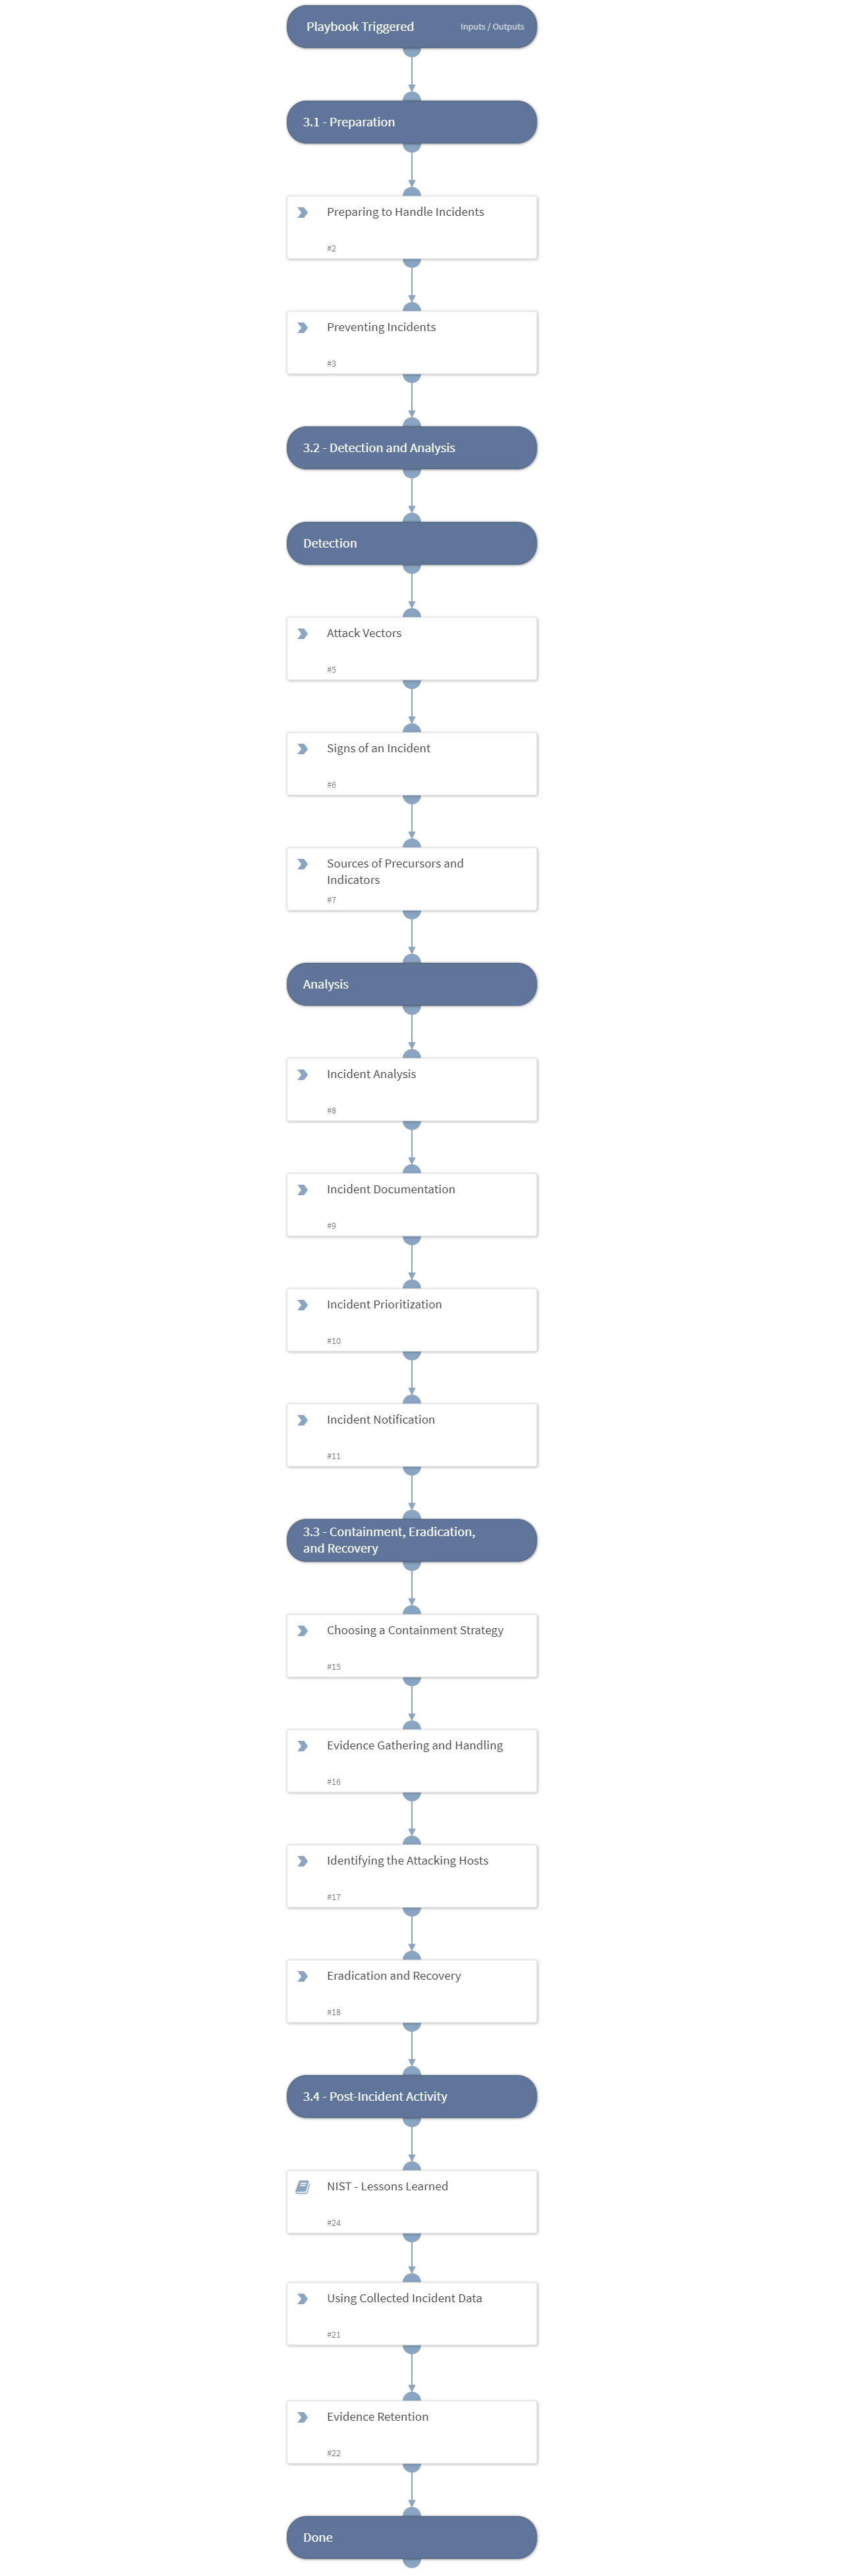 Playbook Triggered
Inputs / Outputs
3.1 - Preparation
Preparing to Handle Incidents
#2
Preventing Incidents
#3
3.2 - Detection and Analysis
Detection
Attack Vectors
#5
Signs of an Incident
#6
Sources of Precursors and
Indicators
#7
Analysis
Incident Analysis
#8
Incident Documentation
#9
Incident Prioritization
#10
Incident Notification
#11
3.3 - Containment, Eradication,
and Recovery
Choosing a Containment Strategy
#15
Evidence Gathering and Handling
#16
Identifying the Attacking Hosts
#17
Eradication and Recovery
#18
3.4 - Post-Incident Activity
NIST - Lessons Learned
#24
Using Collected Incident Data
#21
Evidence Retention
#22
Done